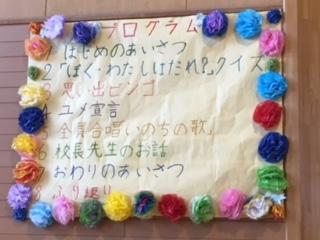 プログラム
1 はじめのあいさつ
2 「ぼく・わたしはだれ?」クイズ
3 思い出ビンゴ
4 ユメ宣言
5 全員合唱「いのちの歌」
6 校長先生のお話
7 おわりのあいさつ
8 ふり返り